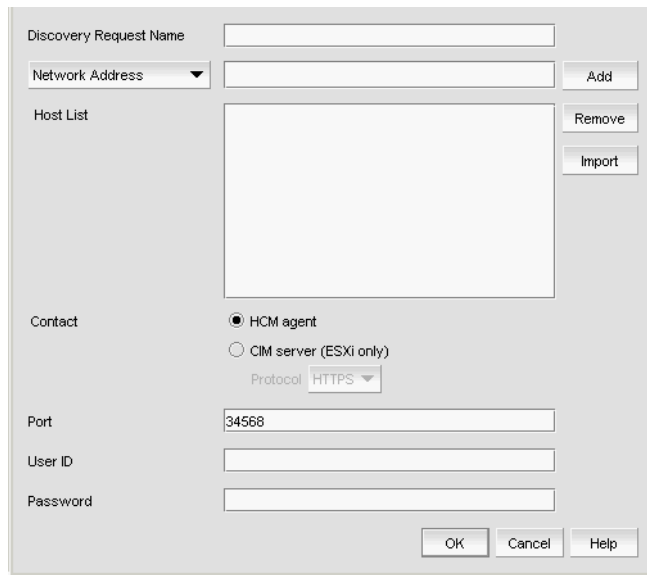 Discovery Request Name
Network Address
Add
Host List
Remove
Import
Contact
HCM agent
CIM server (ESXi only)
Protocol HTTPS
Port
34568
User ID
Password
OK Cancel Help